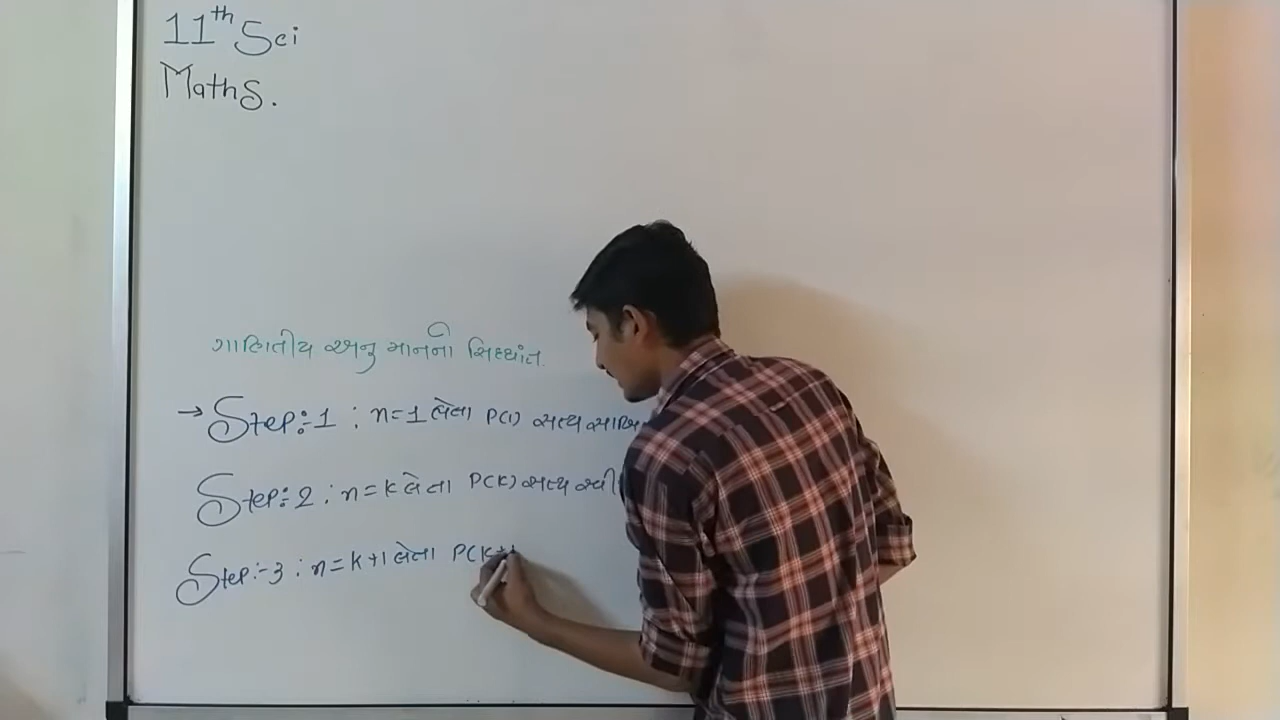 11th Sci
Maths.
ગાણિતીય અનુમાનનો સિધ્ધાંત.
→ Step:-1 : n=1 લેતા P(1) સત્ય
Step:-2 : n=k લેતા P(k) સત્ય
Step:-3 : n=k+1 લેતા P(k+1